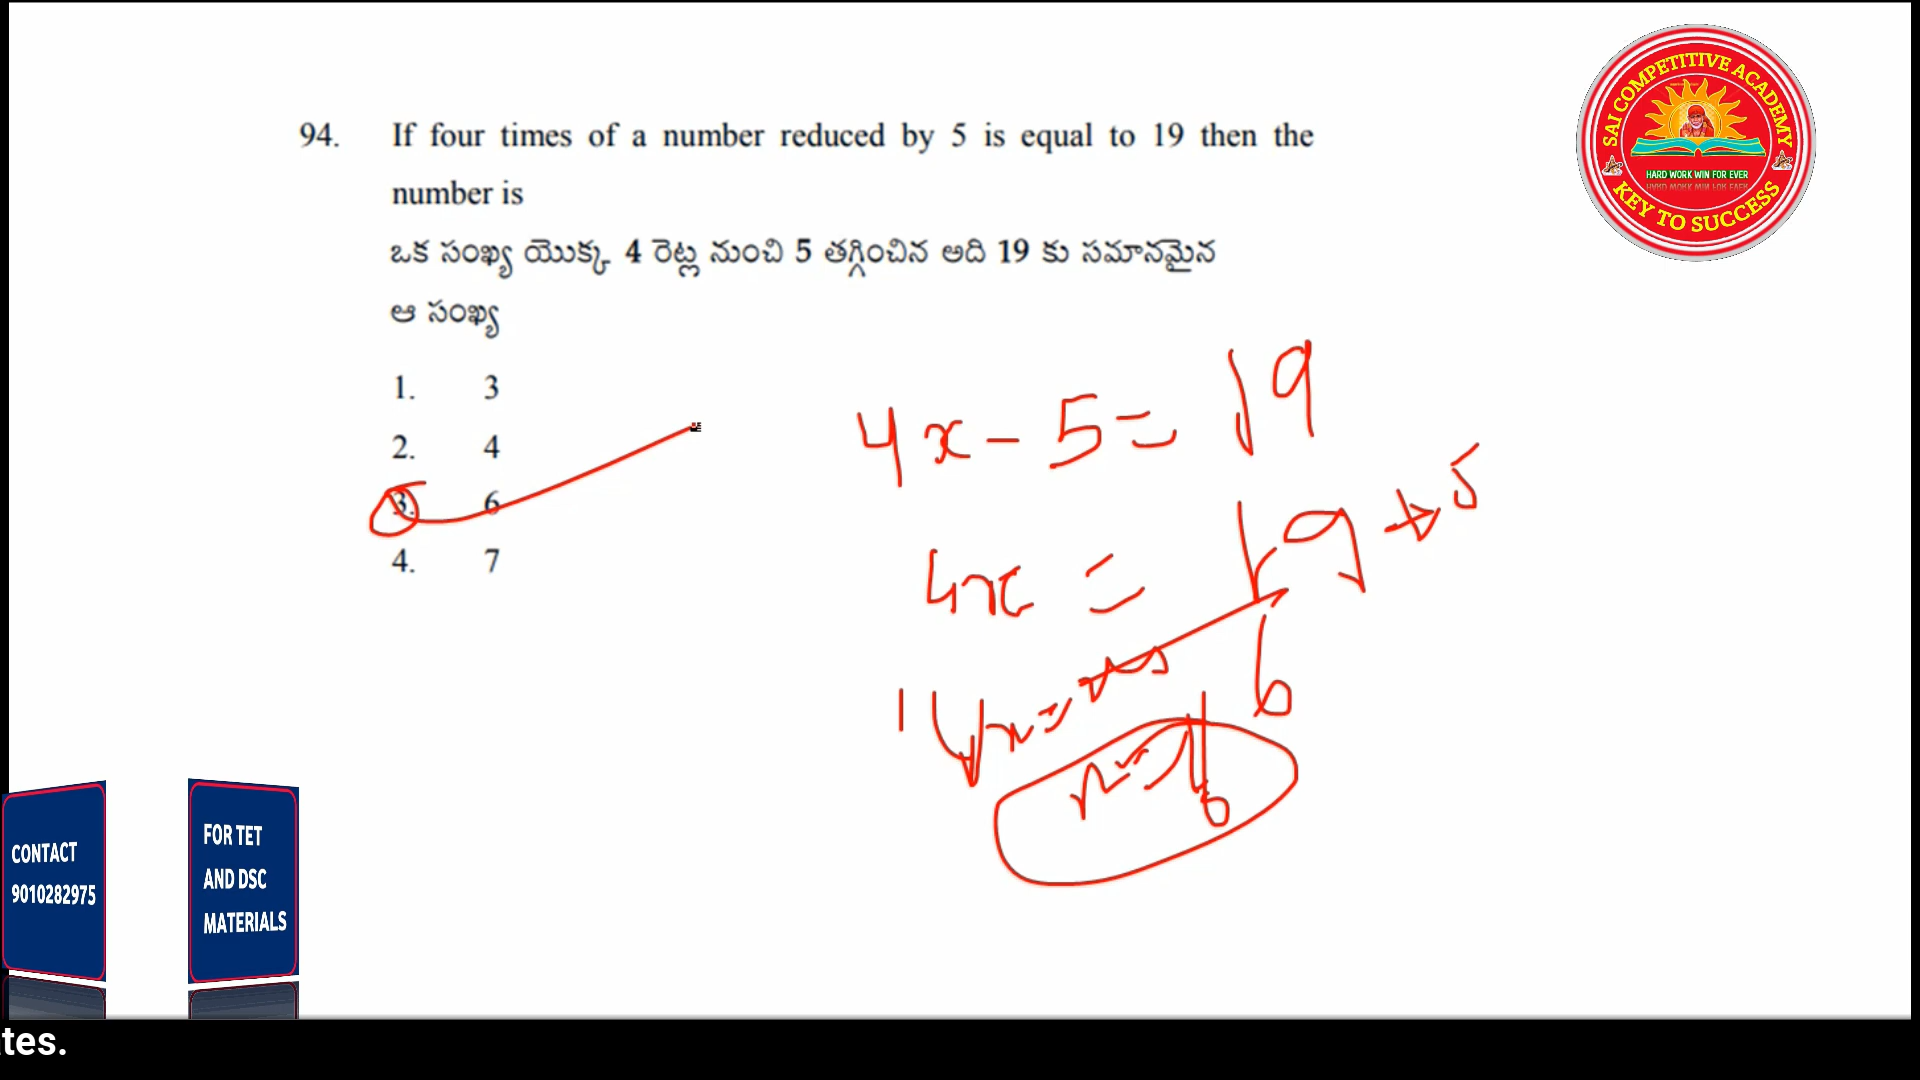 SAI COMPETITIVE ACADEMY
HARD WORK WIN FOR EVER
KEY TO SUCCESS
94. If four times of a number reduced by 5 is equal to 19 then the
number is
ఒక సంఖ్య యొక్క 4 రెట్ల నుంచి 5 తగ్గించిన అది 19 కు సమానమైన
ఆ సంఖ్య
1. 3
2. 4
3. 6
4. 7
4x - 5 = 19
4x = 19 + 5
6
CONTACT
9010282975
FOR TET
AND DSC
MATERIALS
tes.